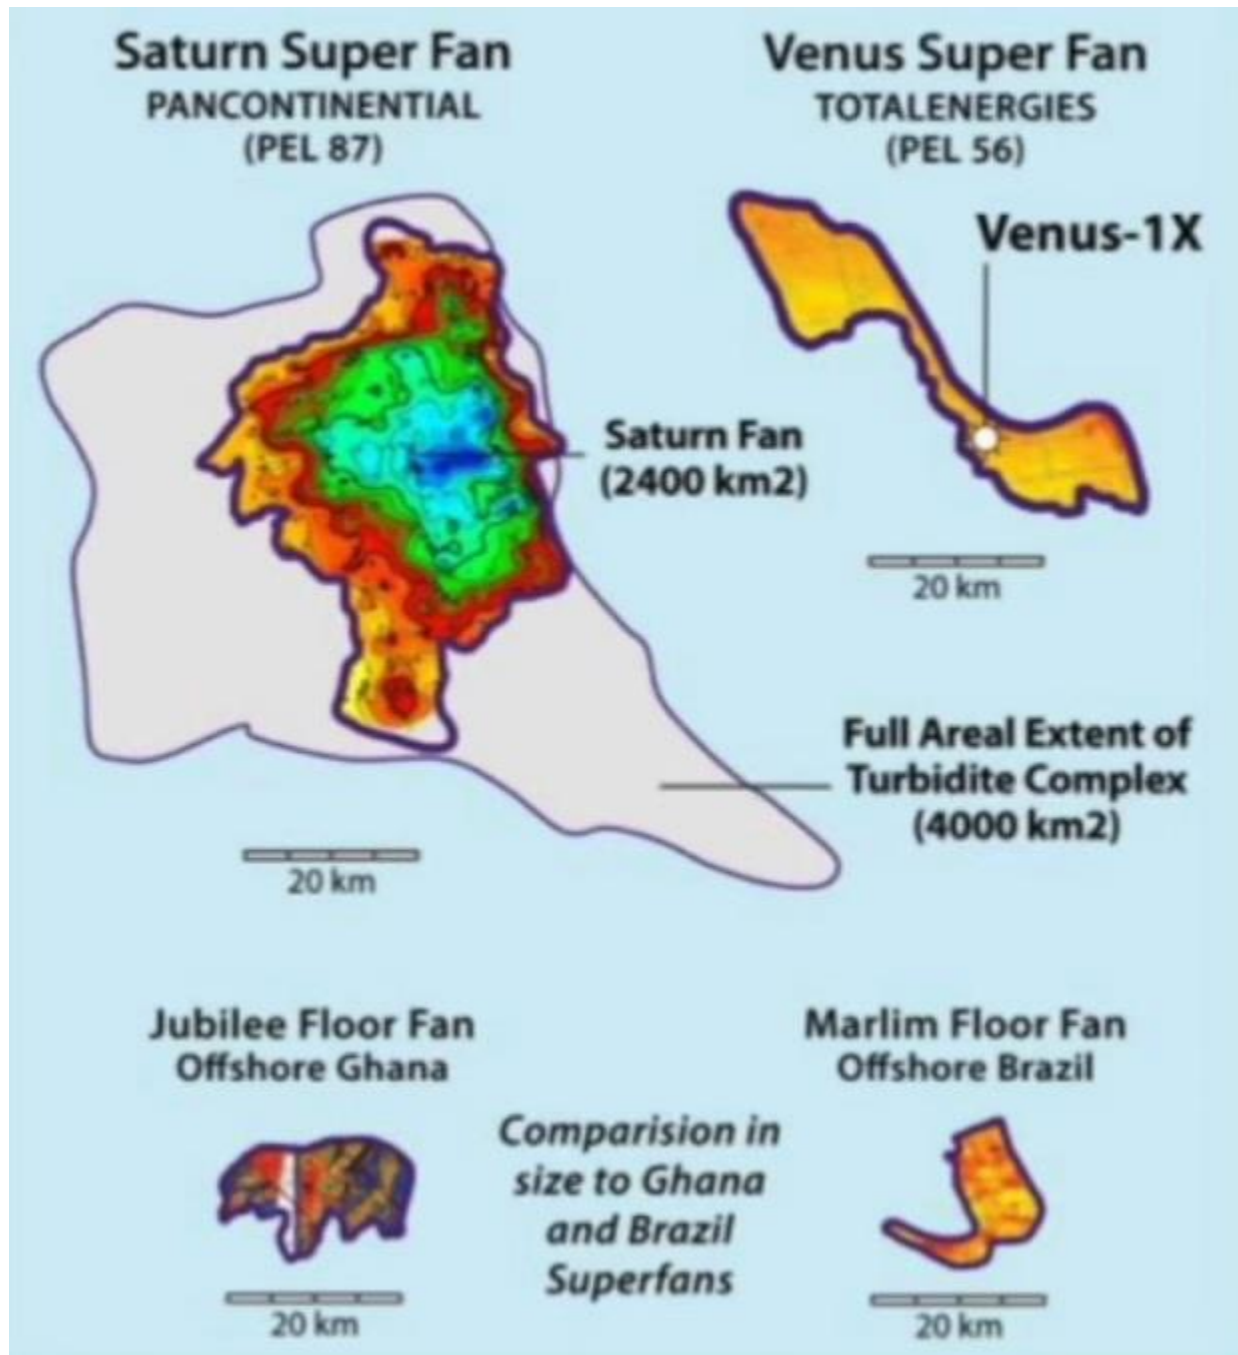 Saturn Super Fan
PANCONTINENTIAL
(PEL 87)
Venus Super Fan
TOTALENERGIES
(PEL 56)
Venus-1X
Saturn Fan
(2400 km2)
20 km
Full Areal Extent of
Turbidite Complex
(4000 km2)
20 km
Jubilee Floor Fan
Offshore Ghana
Marlim Floor Fan
Offshore Brazil
Comparision in
size to Ghana
and Brazil
Superfans
20 km
20 km